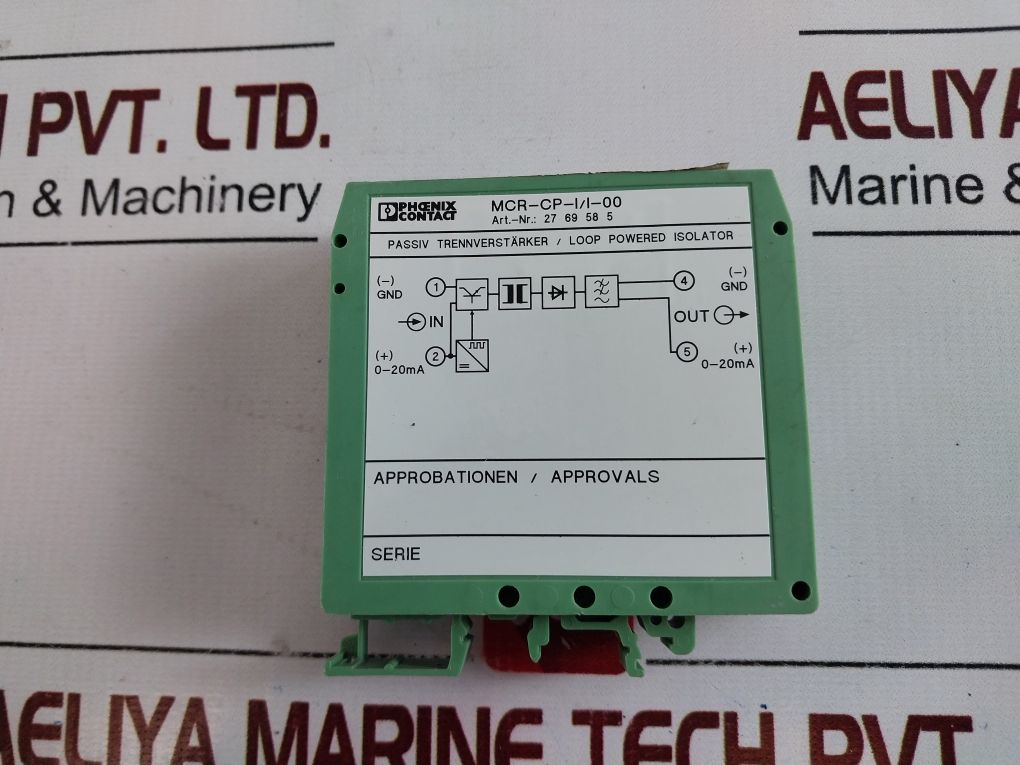 PVT. LTD.
& Machinery
AELIYA
Marine &
PHŒNIX
CONTACT
MCR-CP-I/I-00
Art.-Nr.: 27 69 58 5
PASSIV TRENNVERSTÄRKER / LOOP POWERED ISOLATOR
(-)
GND
1
4
(-)
GND
IN
OUT
(+)
0-20mA
2
5
(+)
0-20mA
APPROBATIONEN / APPROVALS
SERIE
AELIYA MARINE TECH PVT